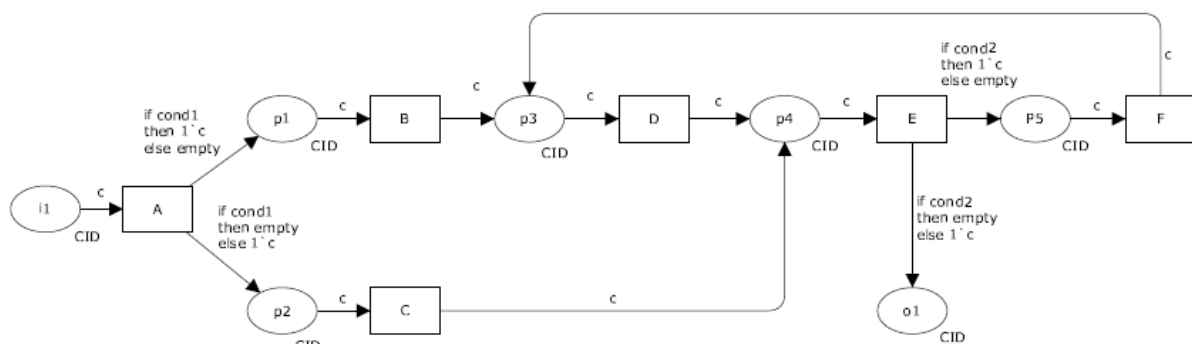 c
if cond2
then 1`c
else empty
c
if cond1
then 1`c
else empty
p1
CID
c
B
c
p3
CID
c
D
c
p4
CID
c
E
P5
CID
c
F
i1
CID
c
A
if cond1
then empty
else 1`c
if cond2
then empty
else 1`c
p2
CID
c
C
c
o1
CID